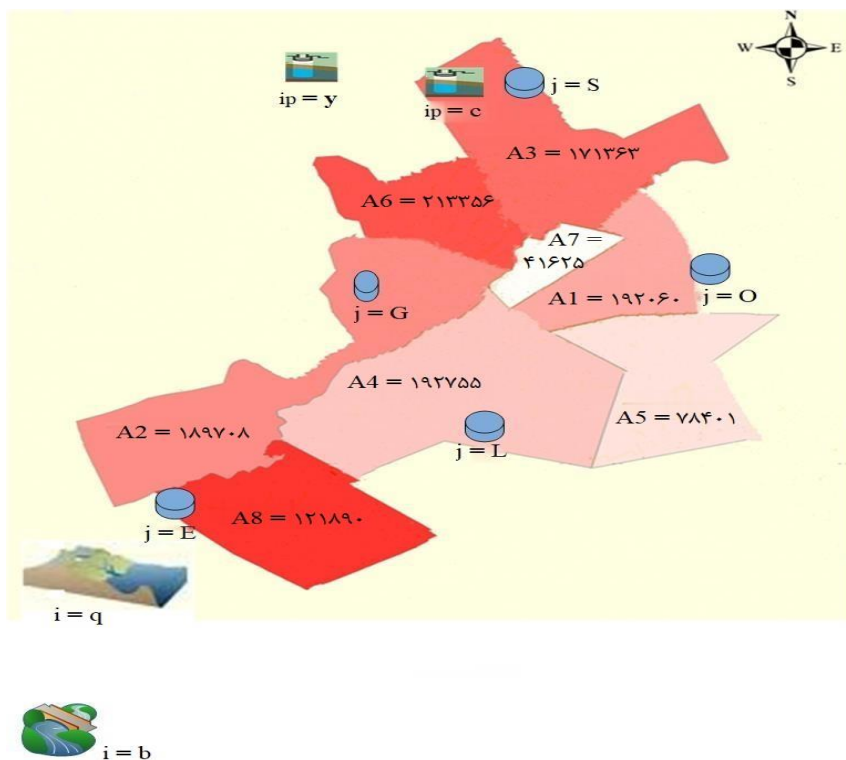 N
W E
S
ip = y
ip = c
j = S
A3 = ۱۷۱۳۶۳
A6 = ۲۱۳۳۵۶
A7 =
۴۱۶۲۵
A1 = ۱۹۲۰۶۰
j = O
j = G
A4 = ۱۹۲۷۵۵
A5 = ۷۸۴۰۱
A2 = ۱۸۹۷۰۸
j = L
A8 = ۱۲۱۸۹۰
j = E
i = q
i = b